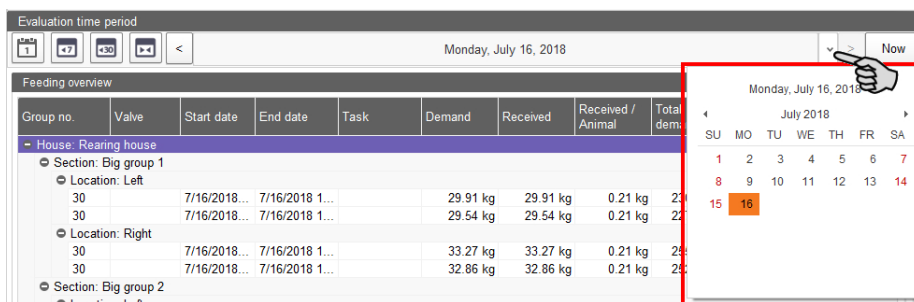 Evaluation time period
1 7 30 < Monday, July 16, 2018 > Now
Feeding overview
Group no. Valve Start date End date Task Demand Received Received / Animal Total
House: Rearing house
Section: Big group 1
Location: Left
30 7/16/2018... 7/16/2018 1... 29.91 kg 29.91 kg 0.21 kg
30 7/16/2018... 7/16/2018 1... 29.54 kg 29.54 kg 0.21 kg
Location: Right
30 7/16/2018... 7/16/2018 1... 33.27 kg 33.27 kg 0.21 kg
30 7/16/2018... 7/16/2018 1... 32.86 kg 32.86 kg 0.21 kg
Section: Big group 2
Monday, July 16, 2018
July 2018
SU MO TU WE TH FR SA
1 2 3 4 5 6 7
8 9 10 11 12 13 14
15 16